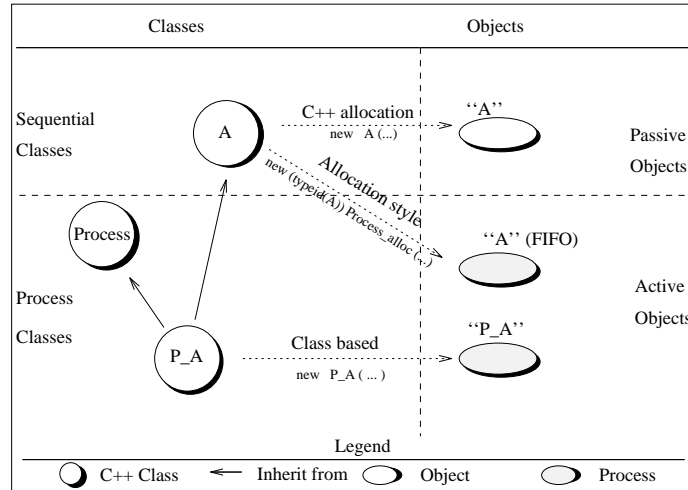 Classes Objects
Sequential
Classes
A
C++ allocation
new A (...)
‘‘A’’
Passive
Objects
Allocation style
new (typeid(A)) Process_alloc (...)
Process
‘‘A’’ (FIFO)
Process
Classes
P_A
Class based
new P_A ( ... )
‘‘P_A’’
Active
Objects
Legend
C++ Class Inherit from Object Process